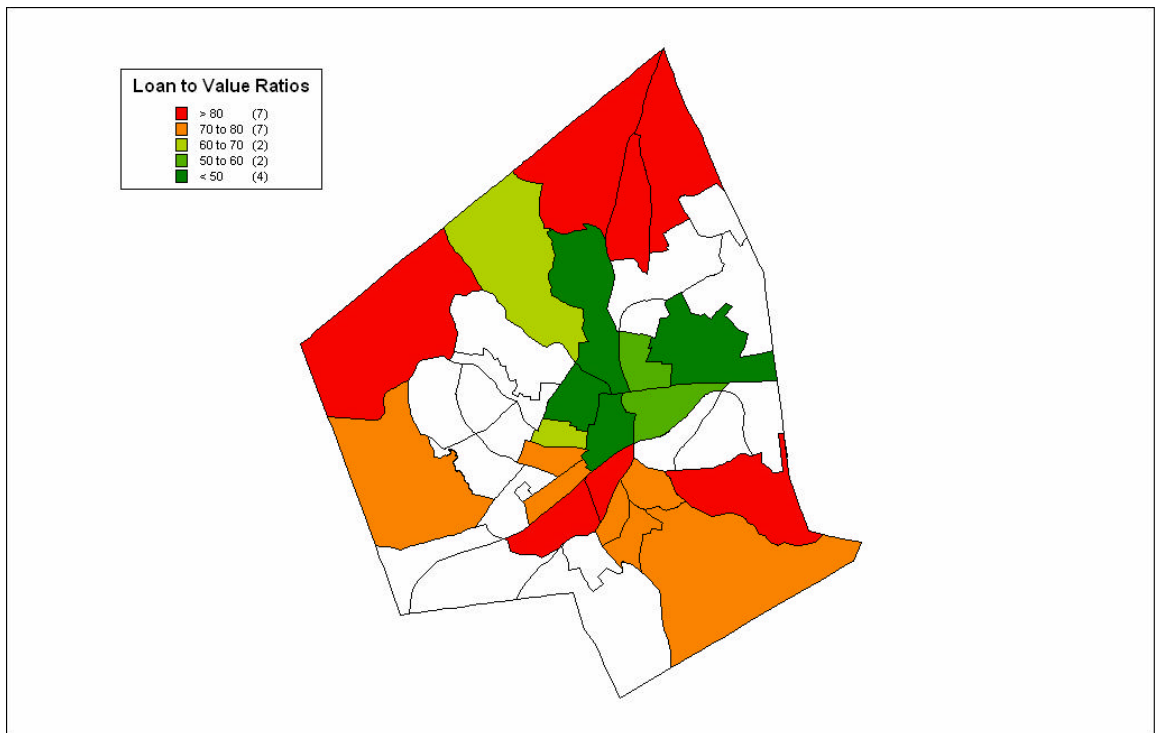 Loan to Value Ratios
> 80 (7)
70 to 80 (7)
60 to 70 (2)
50 to 60 (2)
< 50 (4)